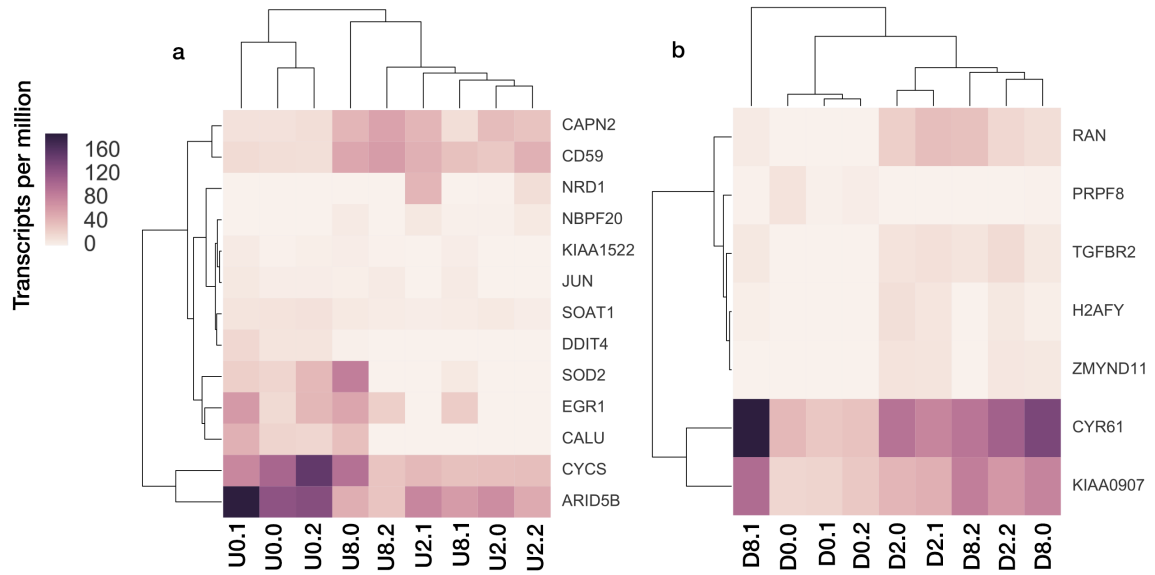 a
b
Transcripts per million
160
120
80
40
0
CAPN2
CD59
NRD1
NBPF20
KIAA1522
JUN
SOAT1
DDIT4
SOD2
EGR1
CALU
CYCS
ARID5B
U0.1 U0.0 U0.2 U8.0 U8.2 U2.1 U8.1 U2.0 U2.2
RAN
PRPF8
TGFBR2
H2AFY
ZMYND11
CYR61
KIAA0907
D8.1 D0.0 D0.1 D0.2 D2.0 D2.1 D8.2 D2.2 D8.0